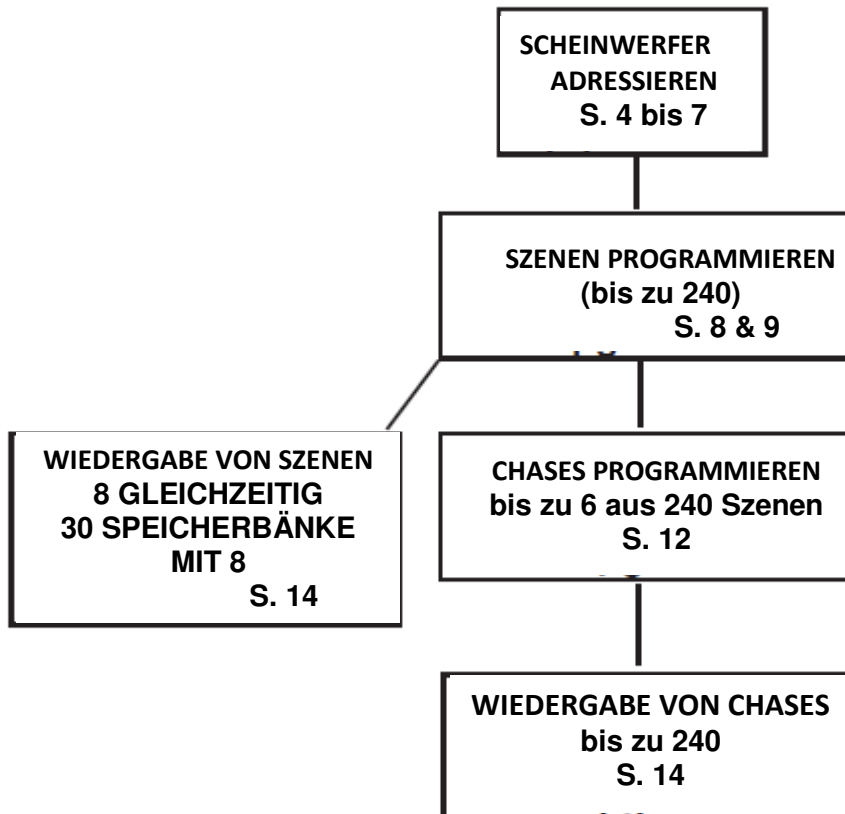 SCHEINWERFER
ADRESSIEREN
S. 4 bis 7
SZENEN PROGRAMMIEREN
(bis zu 240)
S. 8 & 9
WIEDERGABE VON SZENEN
8 GLEICHZEITIG
30 SPEICHERBÄNKE
MIT 8
S. 14
CHASES PROGRAMMIEREN
bis zu 6 aus 240 Szenen
S. 12
WIEDERGABE VON CHASES
bis zu 240
S. 14